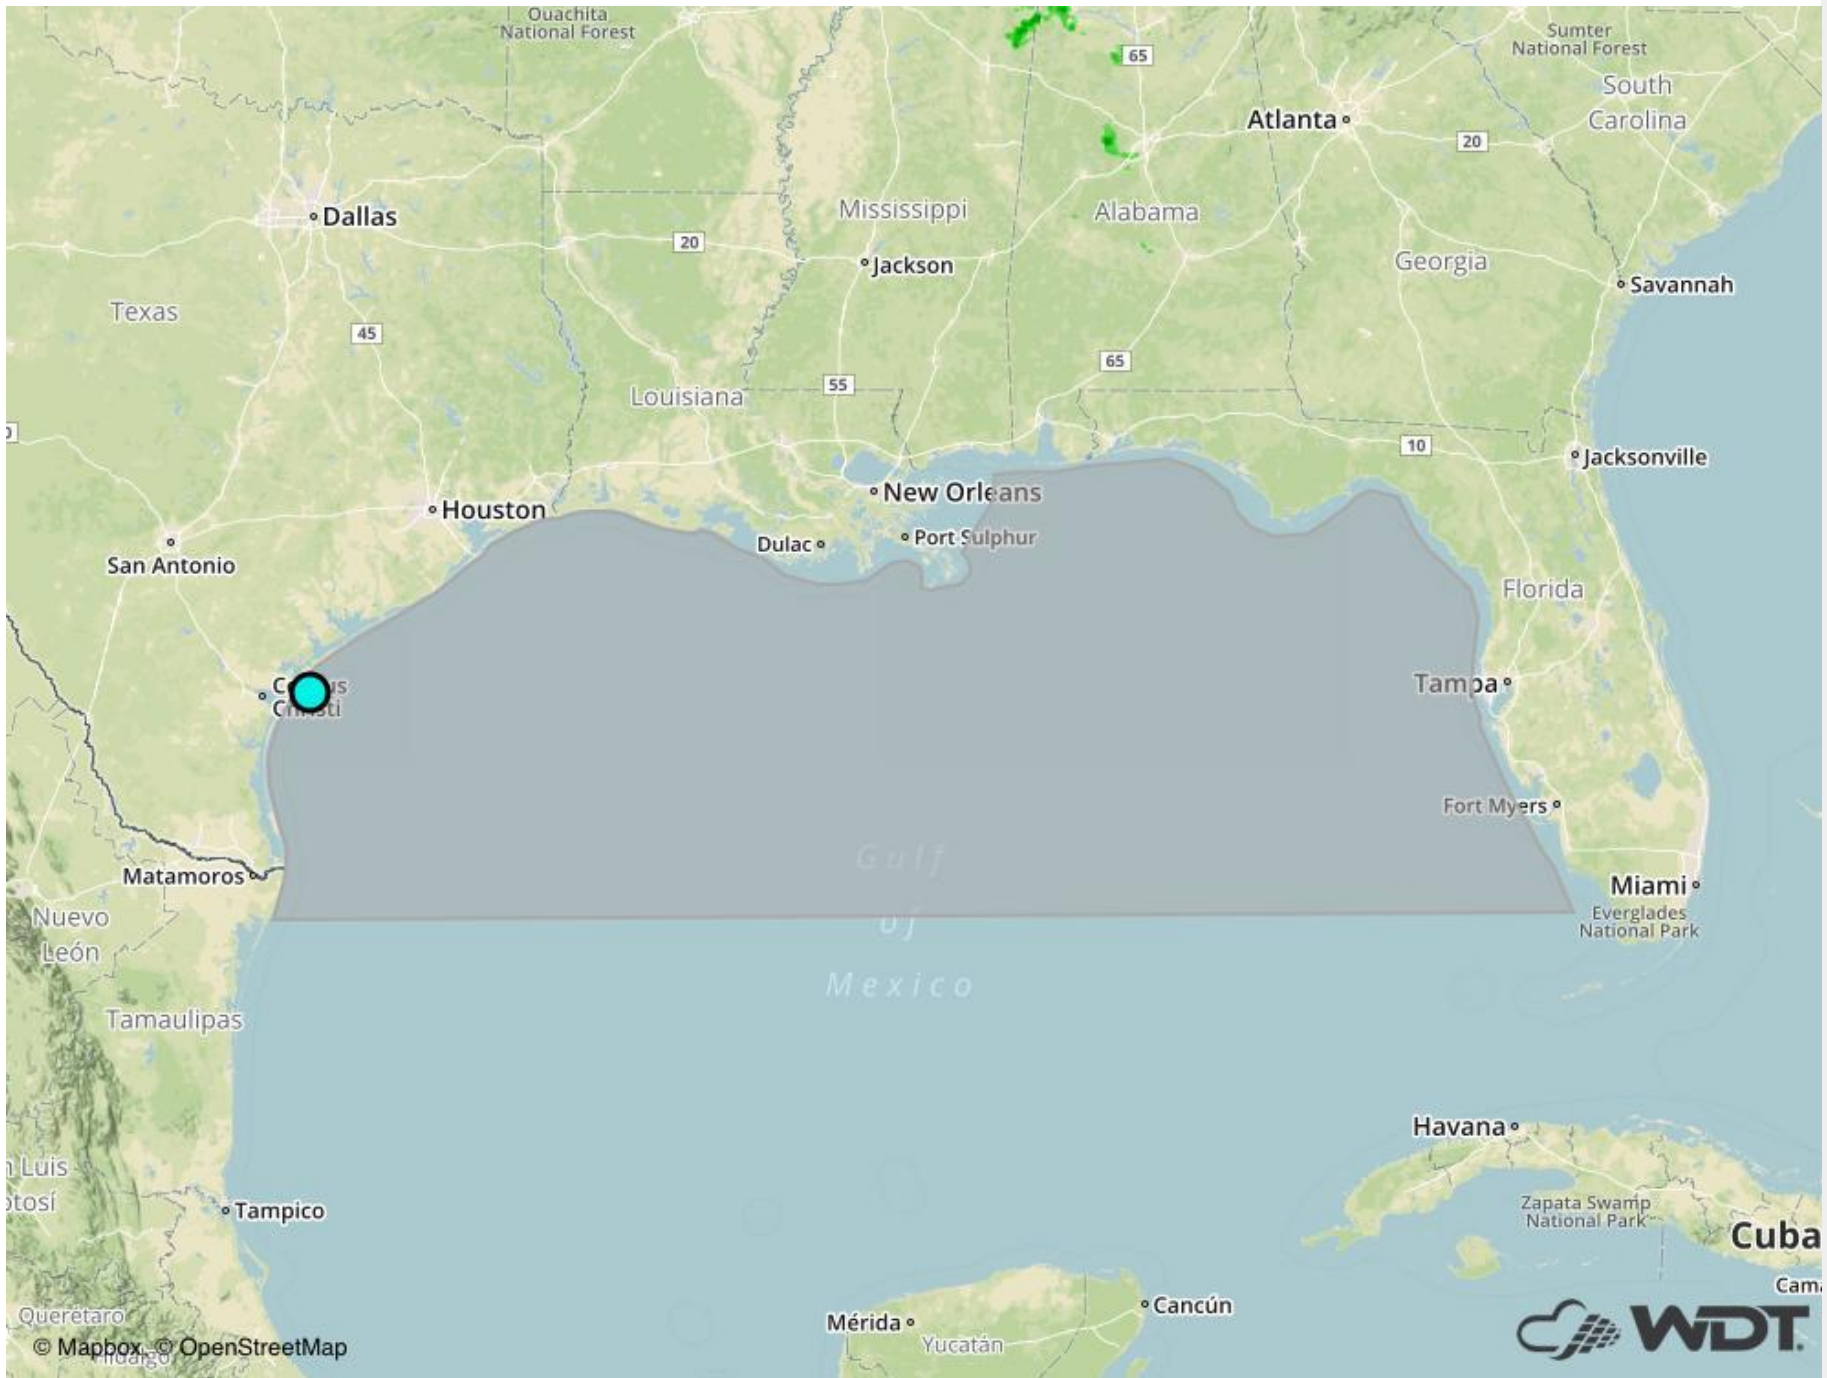 Ouachita
National Forest
65
Sumter
National Forest
South
Carolina
Atlanta
20
Dallas
Mississippi
Alabama
20
Jackson
Georgia
Savannah
Texas
45
65
55
Louisiana
10
Jacksonville
New Orleans
Houston
Dulac
Port Sulphur
San Antonio
Florida
Tampa
Fort Myers
Gulf
of
Mexico
Matamoros
Miami
Everglades
National Park
Nuevo
León
Tamaulipas
Havana
Luis
Tampico
Zapata Swamp
National Park
Cuba
Cancún
Querétaro
Mérida
Yucatán
© Mapbox, © OpenStreetMap
Hidalgo
WDT